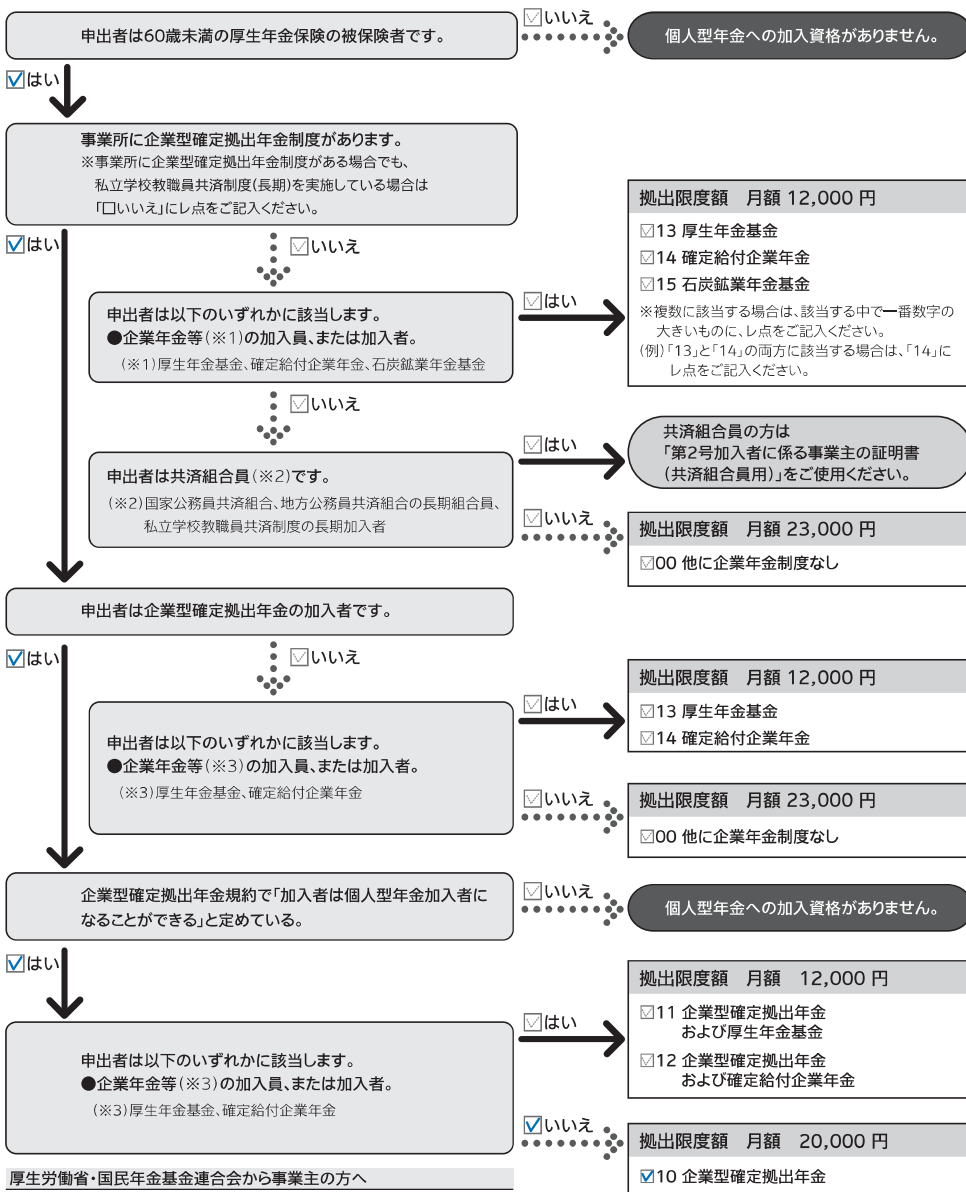 申出者は60歳未満の厚生年金保険の被保険者です。
いいえ
個人型年金への加入資格がありません。
はい
事業所に企業型確定拠出年金制度があります。
※事業所に企業型確定拠出年金制度がある場合でも、
私立学校教職員共済制度(長期)を実施している場合は
「□いいえ」にレ点をご記入ください。
はい
いいえ
申出者は以下のいずれかに該当します。
●企業年金等(※1)の加入員、または加入者。
(※1)厚生年金基金、確定給付企業年金、石炭鉱業年金基金
はい
拠出限度額 月額 12,000 円
13 厚生年金基金
14 確定給付企業年金
15 石炭鉱業年金基金
※複数に該当する場合は、該当する中で一番数字の
大きいものに、レ点をご記入ください。
(例)「13」と「14」の両方に該当する場合は、「14」に
レ点をご記入ください。
いいえ
申出者は共済組合員(※2)です。
(※2)国家公務員共済組合、地方公務員共済組合の長期組合員、
私立学校教職員共済制度の長期加入者
はい
共済組合員の方は
「第2号加入者に係る事業主の証明書
(共済組合員用)」をご使用ください。
いいえ
拠出限度額 月額 23,000 円
00 他に企業年金制度なし
申出者は企業型確定拠出年金の加入者です。
はい
いいえ
申出者は以下のいずれかに該当します。
●企業年金等(※3)の加入員、または加入者。
(※3)厚生年金基金、確定給付企業年金
はい
拠出限度額 月額 12,000 円
13 厚生年金基金
14 確定給付企業年金
いいえ
拠出限度額 月額 23,000 円
00 他に企業年金制度なし
企業型確定拠出年金規約で「加入者は個人型年金加入者に
なることができる」と定めている。
いいえ
個人型年金への加入資格がありません。
はい
申出者は以下のいずれかに該当します。
●企業年金等(※3)の加入員、または加入者。
(※3)厚生年金基金、確定給付企業年金
はい
拠出限度額 月額 12,000 円
11 企業型確定拠出年金
および厚生年金基金
12 企業型確定拠出年金
および確定給付企業年金
いいえ
拠出限度額 月額 20,000 円
10 企業型確定拠出年金
厚生労働省・国民年金基金連合会から事業主の方へ